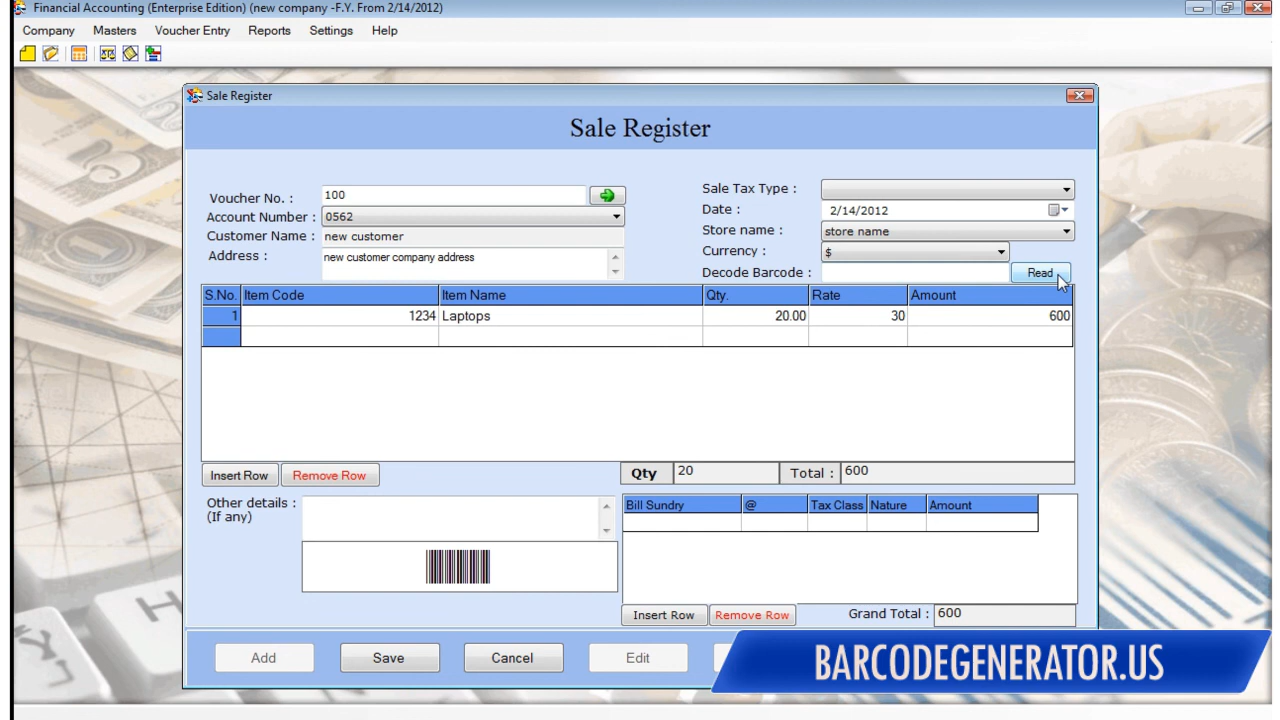 Financial Accounting (Enterprise Edition) (new company -F.Y. From 2/14/2012)
Company Masters Voucher Entry Reports Settings Help
Sale Register
Sale Register
Voucher No. : 100
Account Number : 0562
Customer Name : new customer
Address : new customer company address
Sale Tax Type :
Date : 2/14/2012
Store name : store name
Currency : $
Decode Barcode : Read
S.No. Item Code Item Name Qty. Rate Amount
1 1234 Laptops 20.00 30 600
Insert Row Remove Row Qty 20 Total : 600
Other details :
(If any)
Bill Sundry @ Tax Class Nature Amount
Insert Row Remove Row Grand Total : 600
Add Save Cancel Edit
BARCODEGENERATOR.US